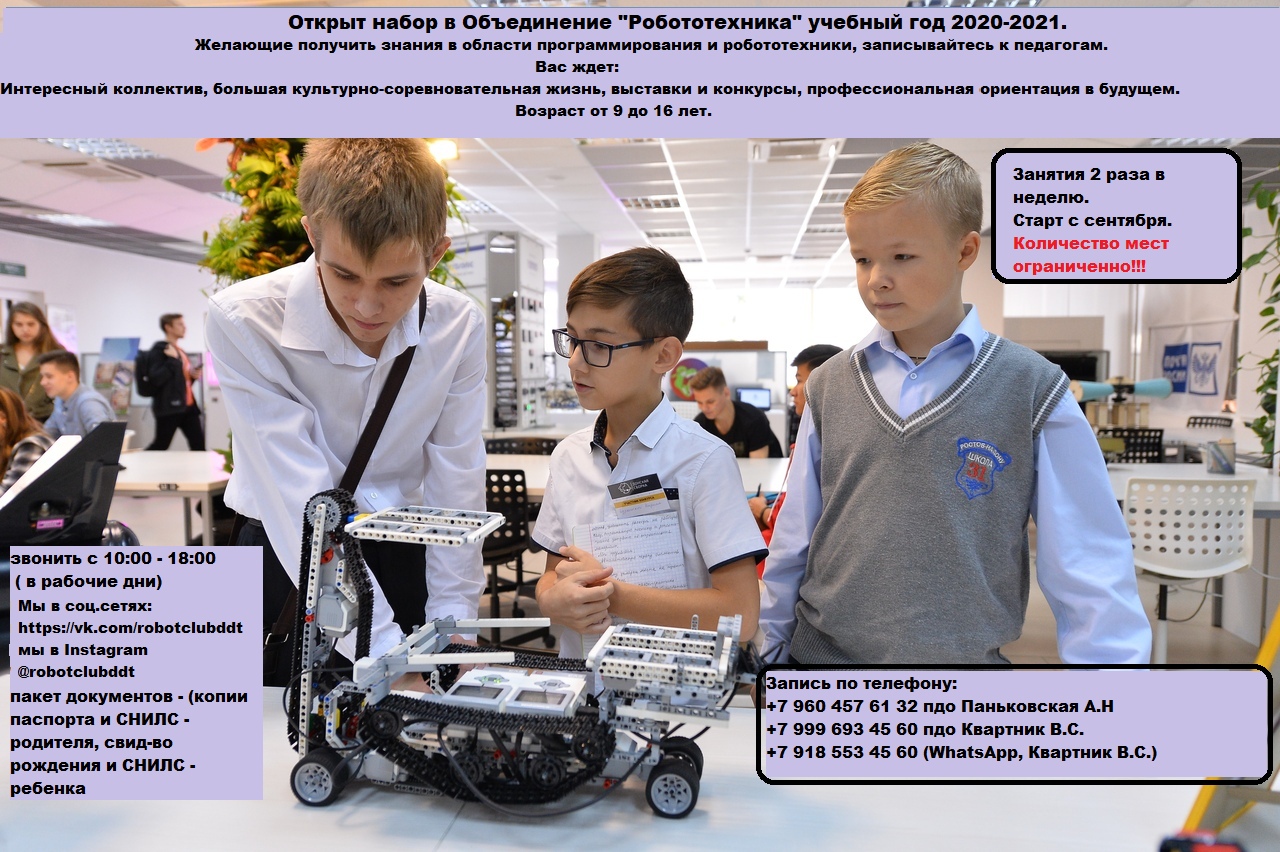 Открыт набор в Объединение "Робототехника" учебный год 2020-2021.
Желающие получить знания в области программирования и робототехники, записывайтесь к педагогам.
Вас ждет:
Интересный коллектив, большая культурно-соревновательная жизнь, выставки и конкурсы, профессиональная ориентация в будущем.
Возраст от 9 до 16 лет.
Занятия 2 раза в
неделю.
Старт с сентября.
Количество мест
ограниченно!!!
РОСТОВ-НА-ДОНУ
ШКОЛА
звонить с 10:00 - 18:00
( в рабочие дни)
Мы в соц.сетях:
https://vk.com/robotclubddt
мы в Instagram
@robotclubddt
пакет документов - (копии
паспорта и СНИЛС -
родителя, свид-во
рождения и СНИЛС -
ребенка
Запись по телефону:
+7 960 457 61 32 пдо Паньковская А.Н
+7 999 693 45 60 пдо Квартник В.С.
+7 918 553 45 60 (WhatsApp, Квартник В.С.)